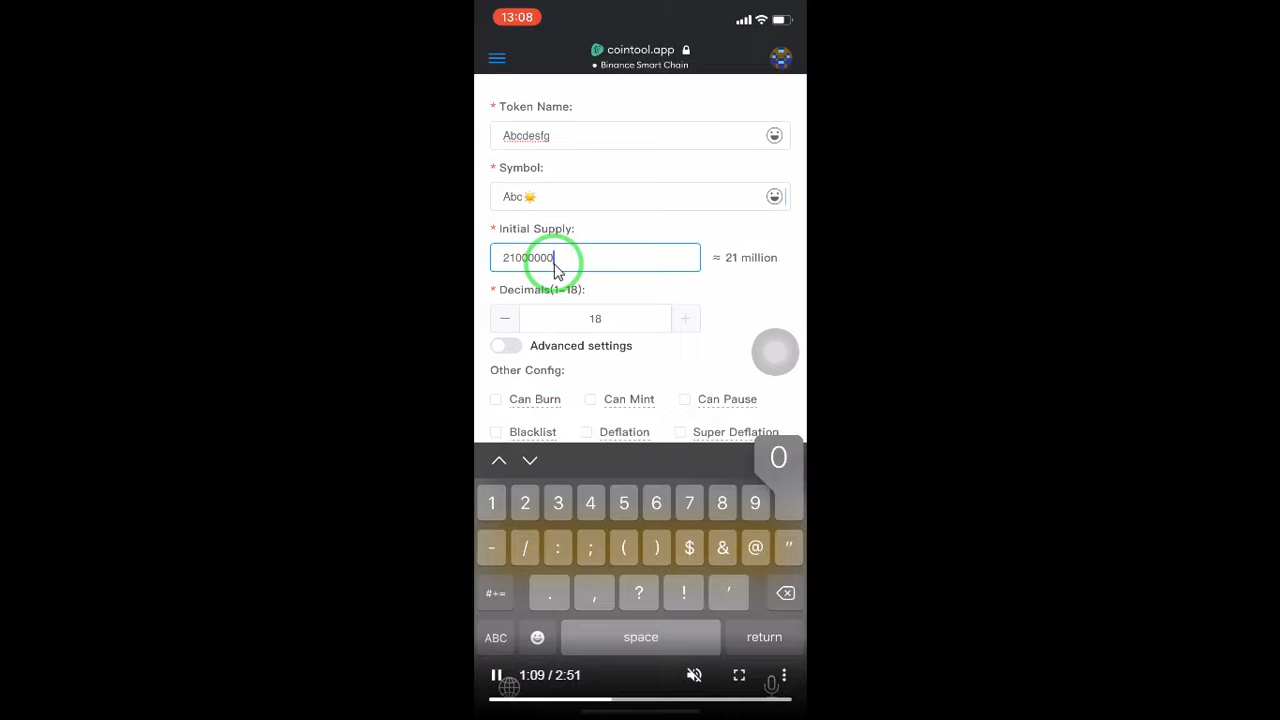 13:08
cointool.app
Binance Smart Chain
* Token Name:
Abcdesfg
* Symbol:
Abc☀️
* Initial Supply:
21000000
≈ 21 million
* Decimals(1-18):
− 18 +
Advanced settings
Other Config:
Can Burn Can Mint Can Pause
Blacklist Deflation Super Deflation
0
1 2 3 4 5 6 7 8 9
- / : ; ( ) $ & @ "
#+= . , ? ! '
ABC space return
1:09 / 2:51